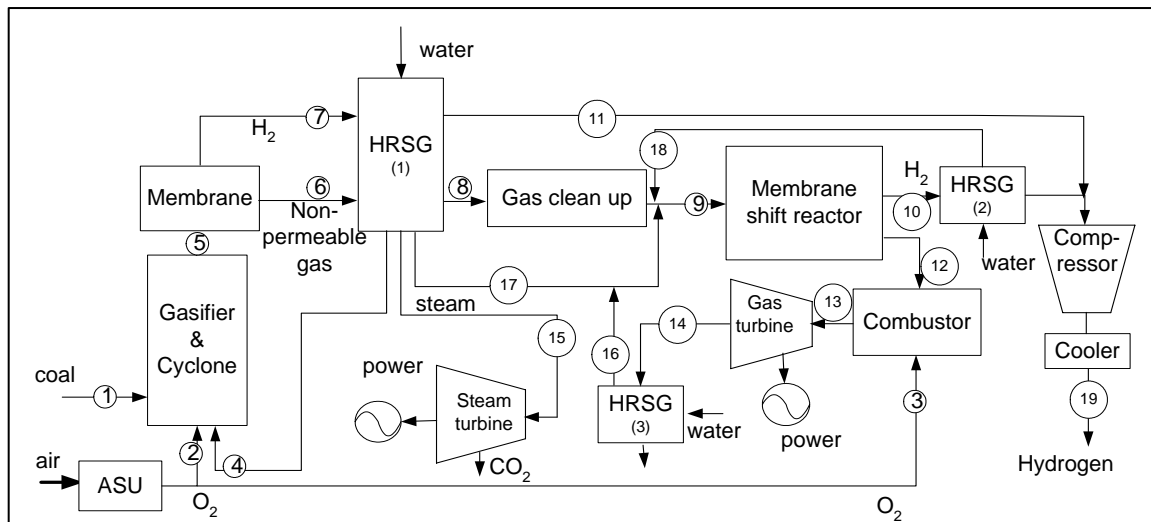 water
7
H2
11
HRSG
(1)
18
Membrane
6
Non-
permeable
gas
8
Gas clean up
9
Membrane
shift reactor
H2
10
HRSG
(2)
water
Comp-
ressor
5
Gasifier
&
Cyclone
17
steam
12
coal
1
15
16
14
Gas
turbine
13
Combustor
Cooler
power
Steam
turbine
HRSG
(3)
water
power
3
19
2
4
air
ASU
O2
CO2
O2
Hydrogen